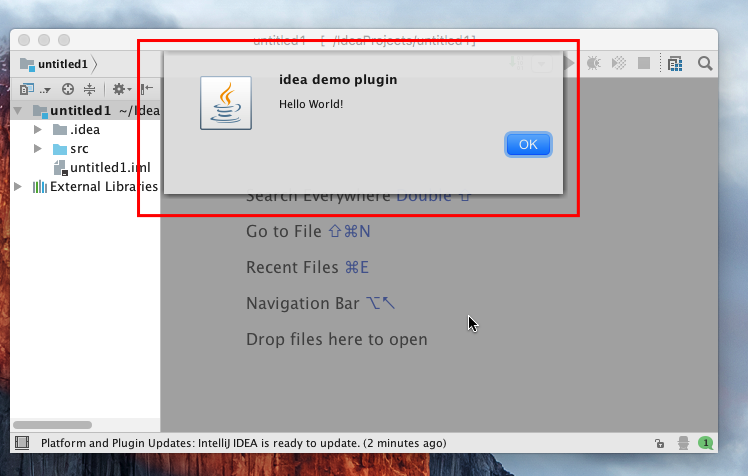 untitled1 - [~/IdeaProjects/untitled1]
untitled1
idea demo plugin
Hello World!
OK
untitled1 ~/Idea
.idea
src
untitled1.iml
External Libraries
Search Everywhere Double ⇧
Go to File ⇧⌘N
Recent Files ⌘E
Navigation Bar ⌥↖
Drop files here to open
Platform and Plugin Updates: IntelliJ IDEA is ready to update. (2 minutes ago)
1